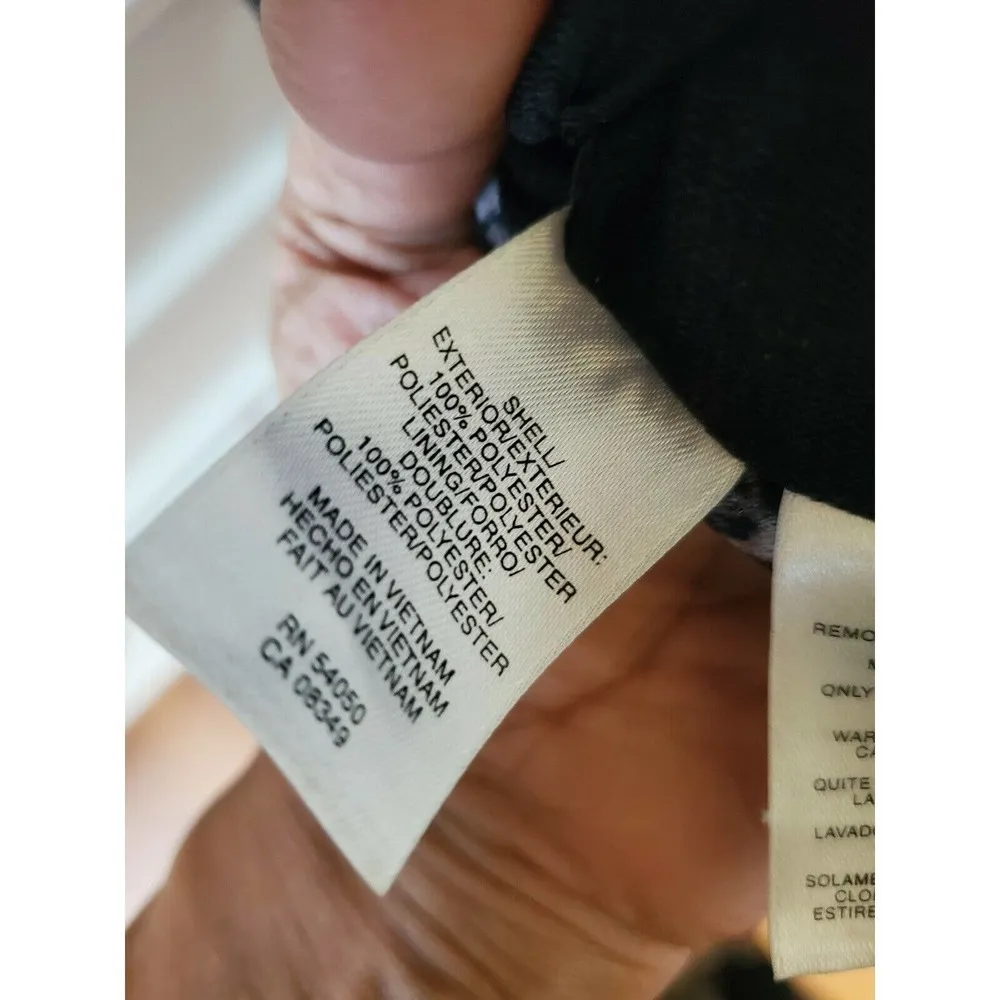 SHELL/
EXTERIOR/EXTERIEUR:
100% POLYESTER/
POLIESTER/POLYESTER
LINING/FORRO/
DOUBLURE:
100% POLYESTER/
POLIESTER/POLYESTER
MADE IN VIETNAM
HECHO EN VIETNAM
FAIT AU VIETNAM
RN 54050
CA 08349
REMO
ONLY
WAR
CA
QUITE
LA
LAVADO
SOLAME
CLO
ESTIRE